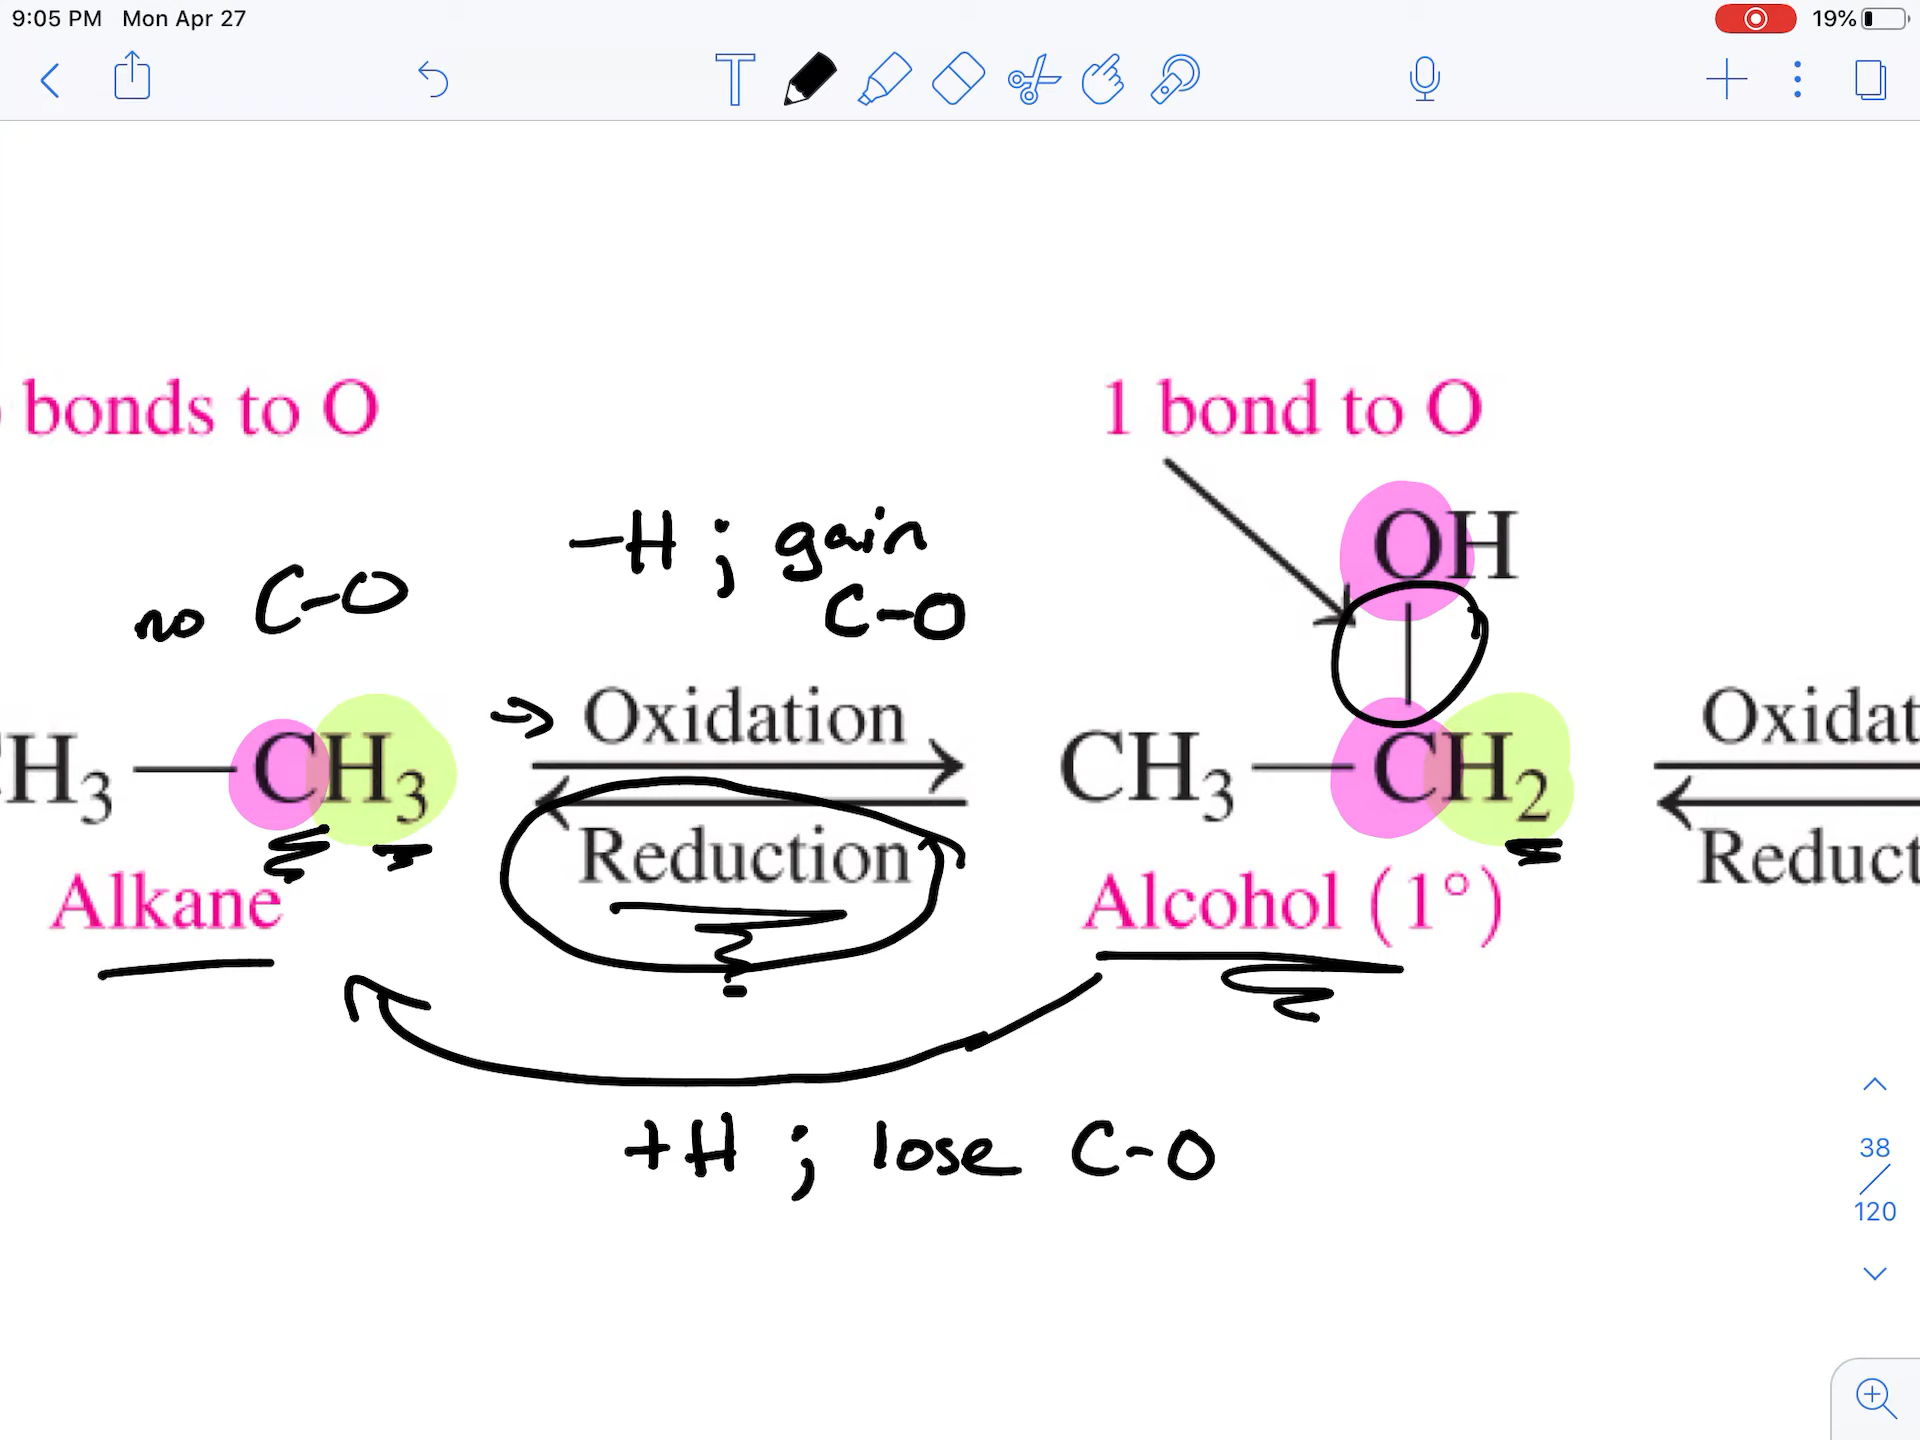 9:05 PM Mon Apr 27
19%
bonds to O
1 bond to O
-H ; gain
C-O
no C-O
OH
Oxidation
Oxidat
H₃—CH₃
CH₃—CH₂
Reduction
Reduct
Alkane
Alcohol (1°)
+H ; lose C-O
38
/
120